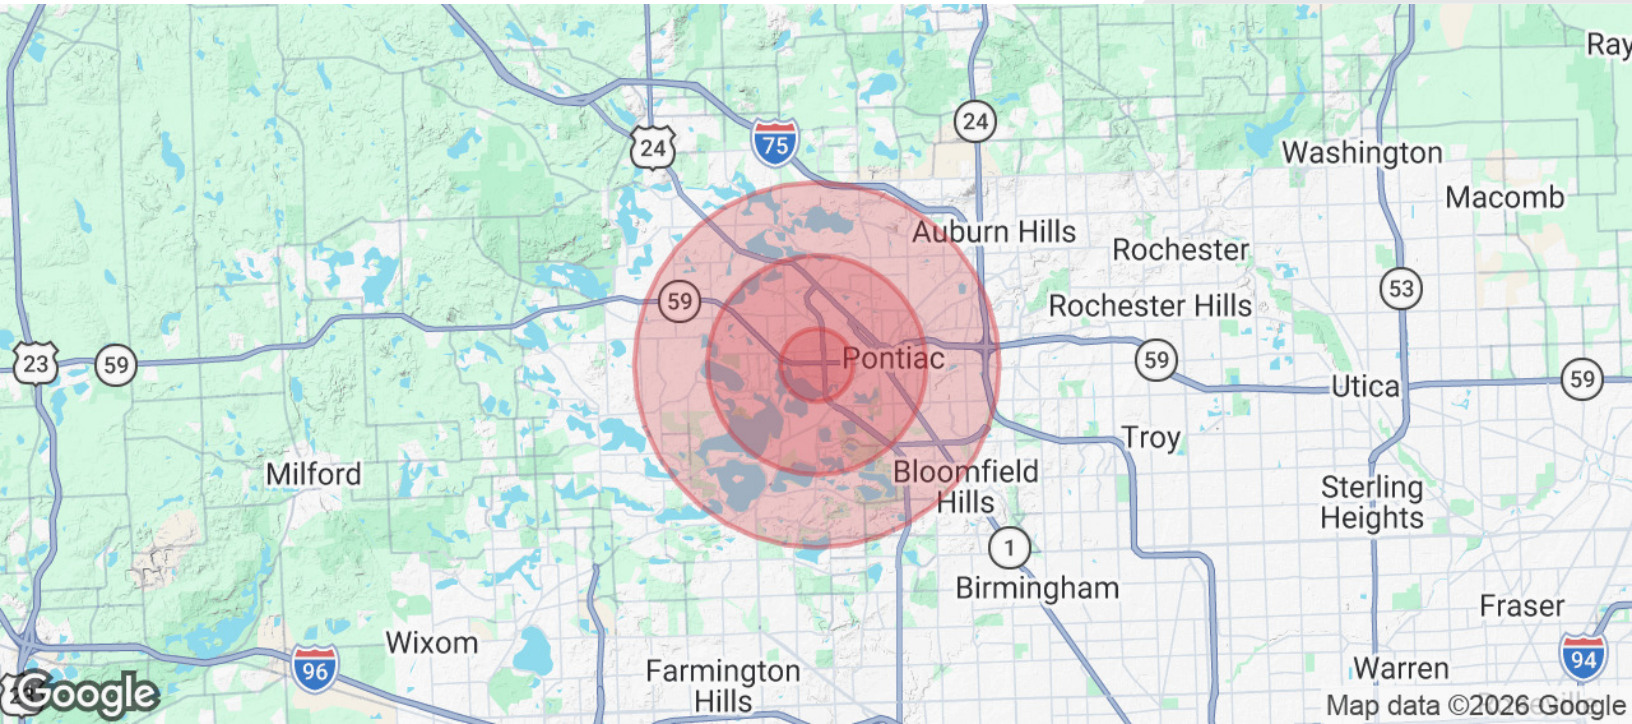 Ray
24
75
24
Washington
Macomb
Auburn Hills
Rochester
53
59
Rochester Hills
23
59
Pontiac
59
Utica
59
Troy
Milford
Bloomfield
Hills
Sterling
Heights
1
Birmingham
Fraser
Wixom
96
Farmington
Hills
Warren
94
Google
Map data ©2026 Google